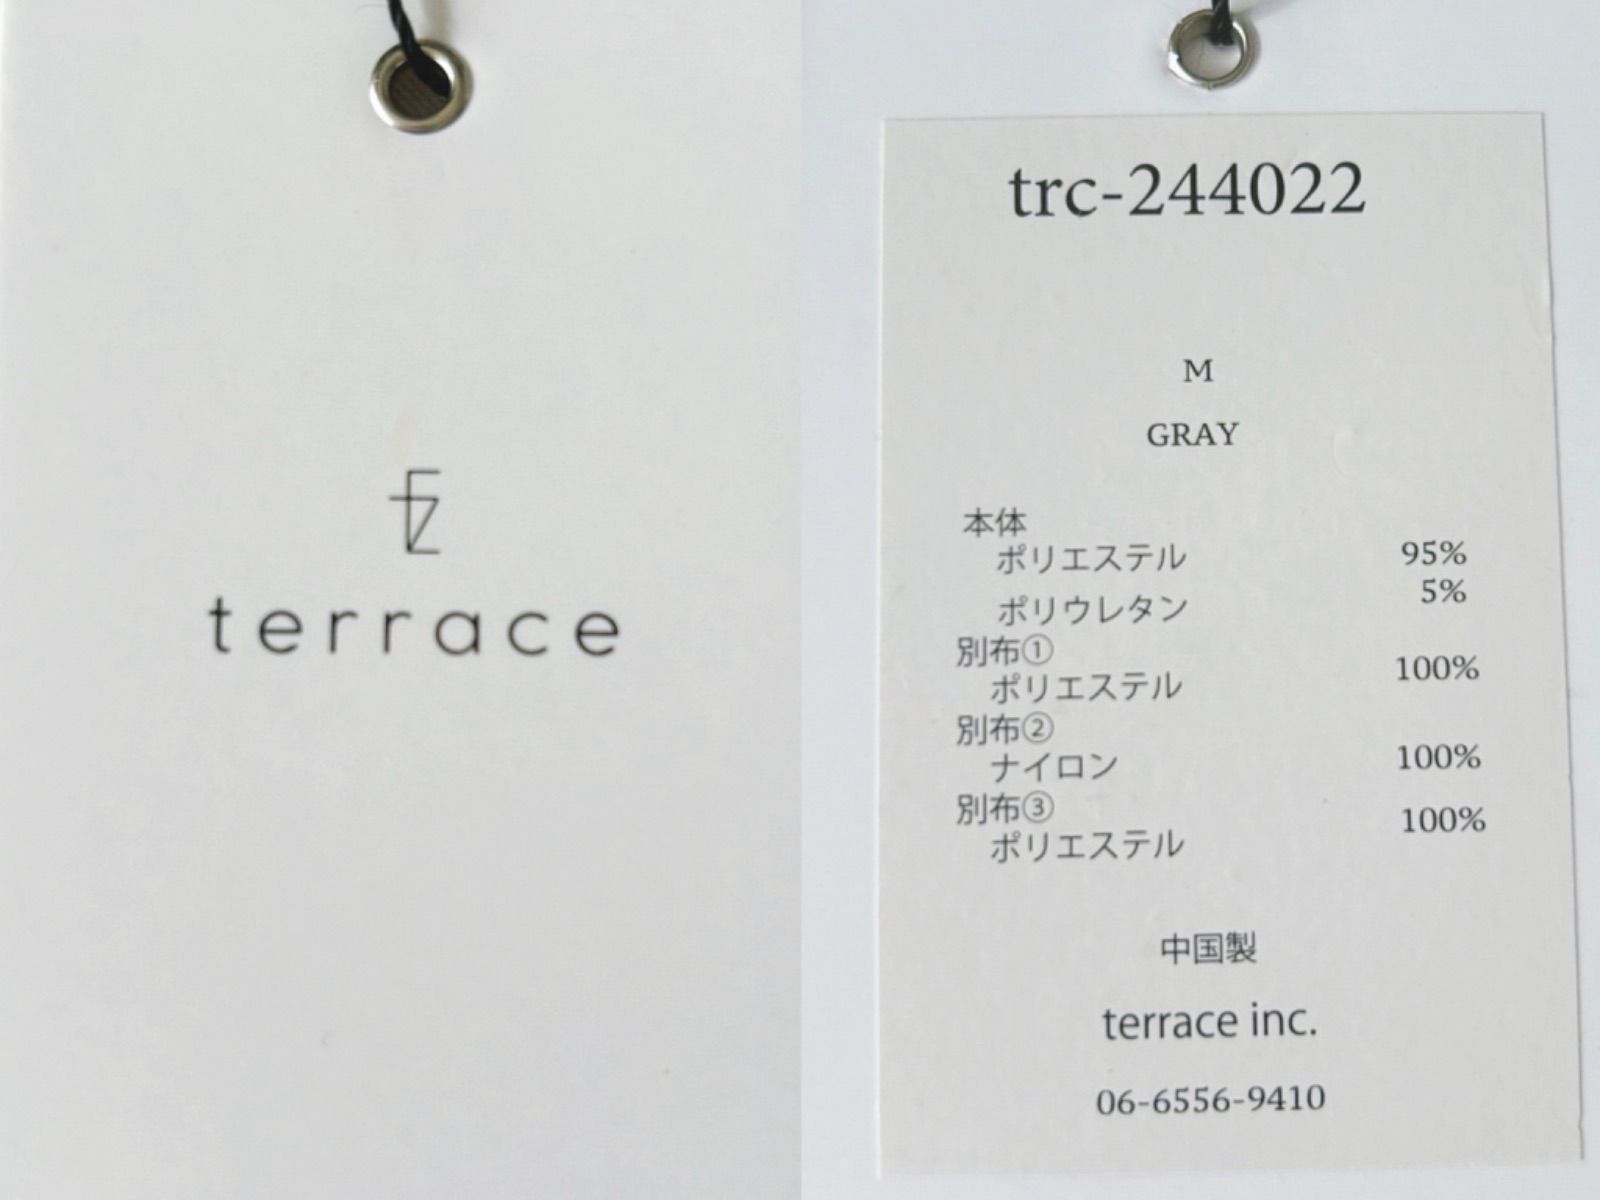 terrace
trc-244022
M
GRAY
本体
ポリエステル 95%
ポリウレタン 5%
別布①
ポリエステル 100%
別布②
ナイロン 100%
別布③
ポリエステル 100%
中国製
terrace inc.
06-6556-9410